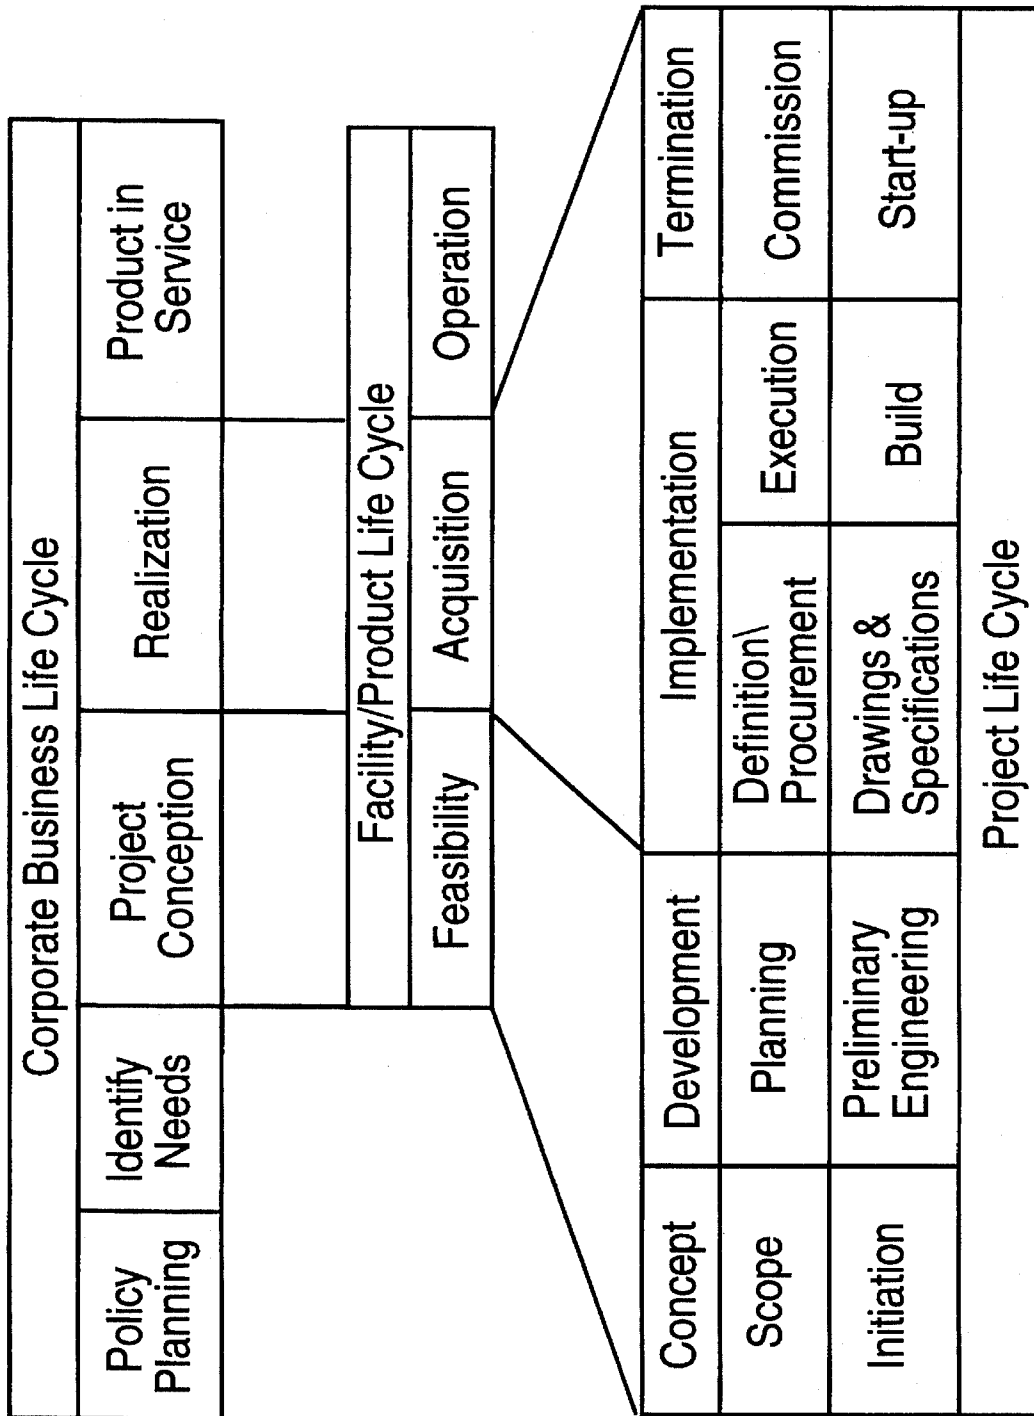 Corporate Business Life Cycle
Policy
Planning
Identify
Needs
Project
Conception
Realization
Product in
Service
Facility/Product Life Cycle
Feasibility
Acquisition
Operation
Concept
Development
Implementation
Termination
Scope
Planning
Definition\
Procurement
Execution
Commission
Initiation
Preliminary
Engineering
Drawings &
Specifications
Build
Start-up
Project Life Cycle